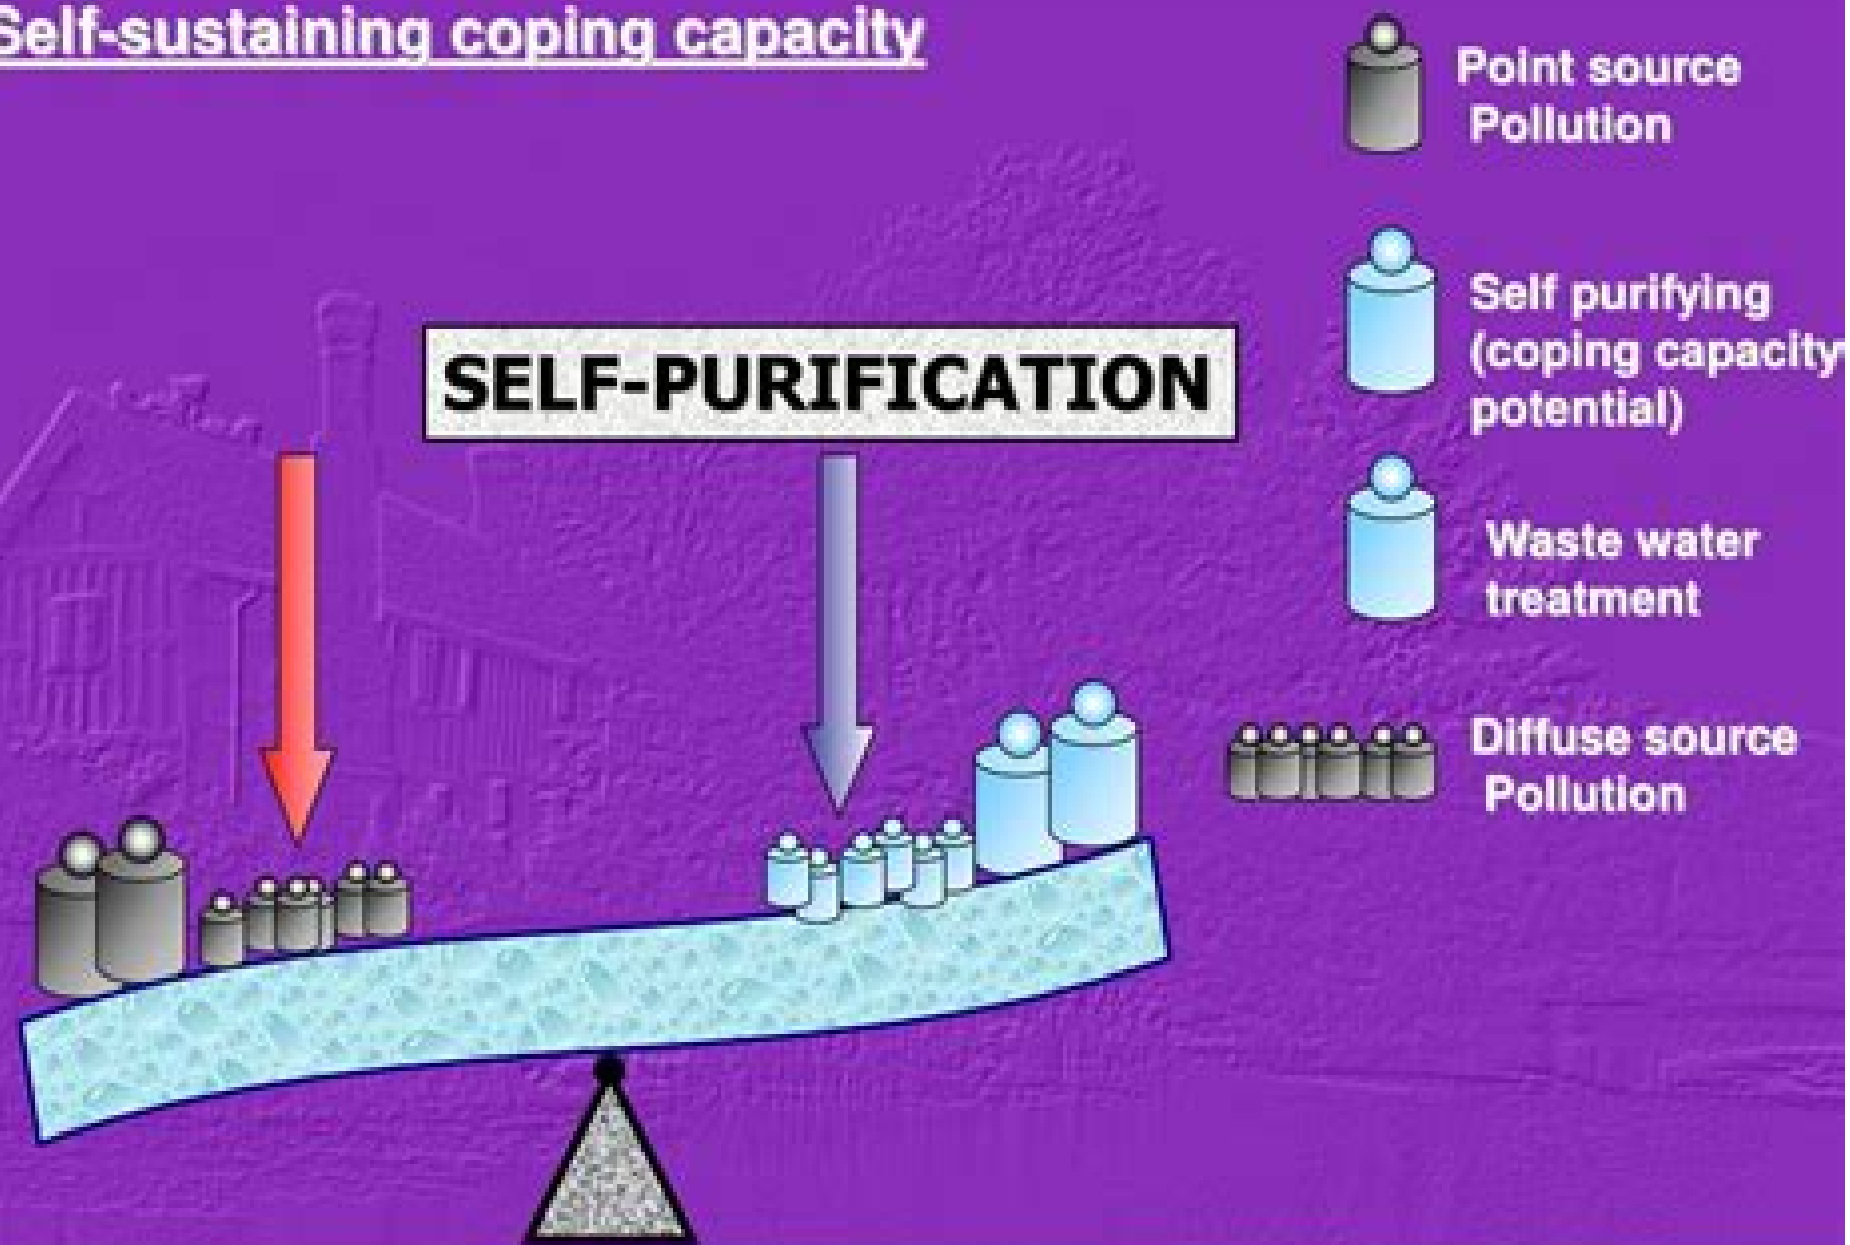 Self-sustaining coping capacity
Point source
Pollution
Self purifying
(coping capacity
potential)
SELF-PURIFICATION
Waste water
treatment
Diffuse source
Pollution